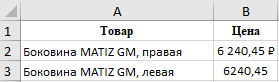 A B
1 Товар Цена
2 Боковина MATIZ GM, правая 6 240,45 ₽
3 Боковина MATIZ GM, левая 6240,45